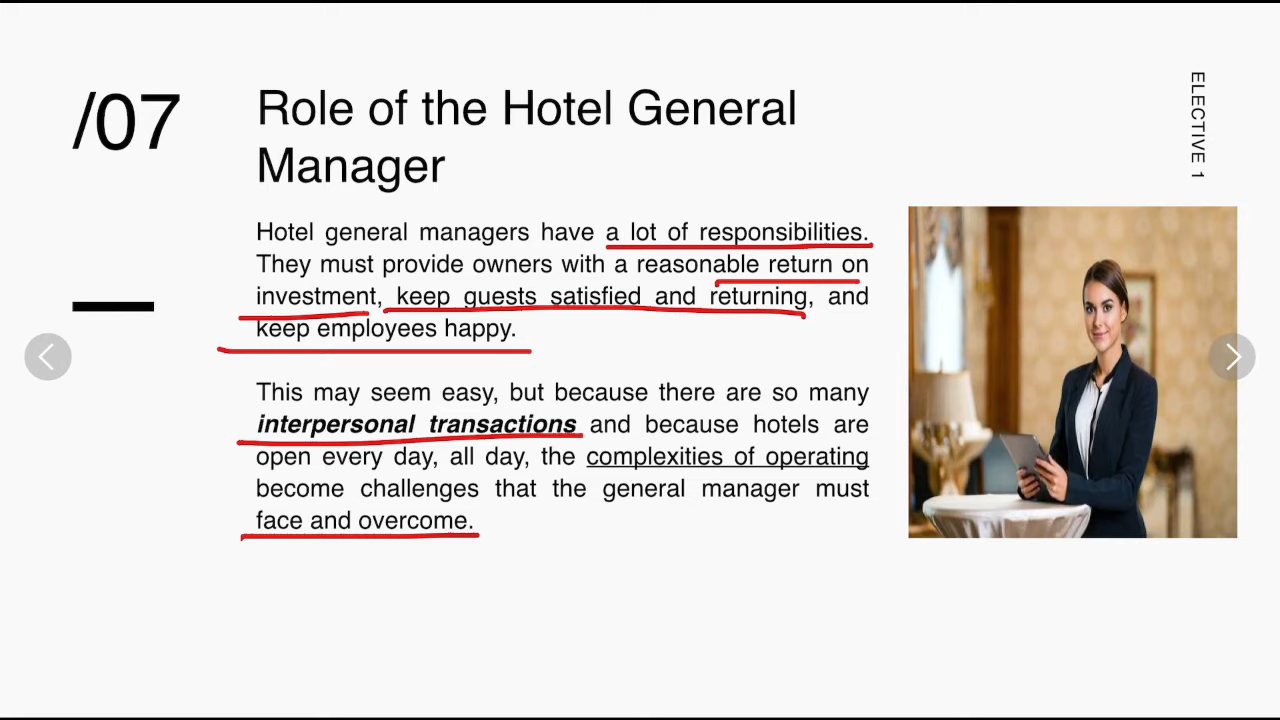 /07
Role of the Hotel General
Manager
ELECTIVE 1
Hotel general managers have a lot of responsibilities.
They must provide owners with a reasonable return on
investment, keep guests satisfied and returning, and
keep employees happy.
This may seem easy, but because there are so many
interpersonal transactions and because hotels are
open every day, all day, the complexities of operating
become challenges that the general manager must
face and overcome.